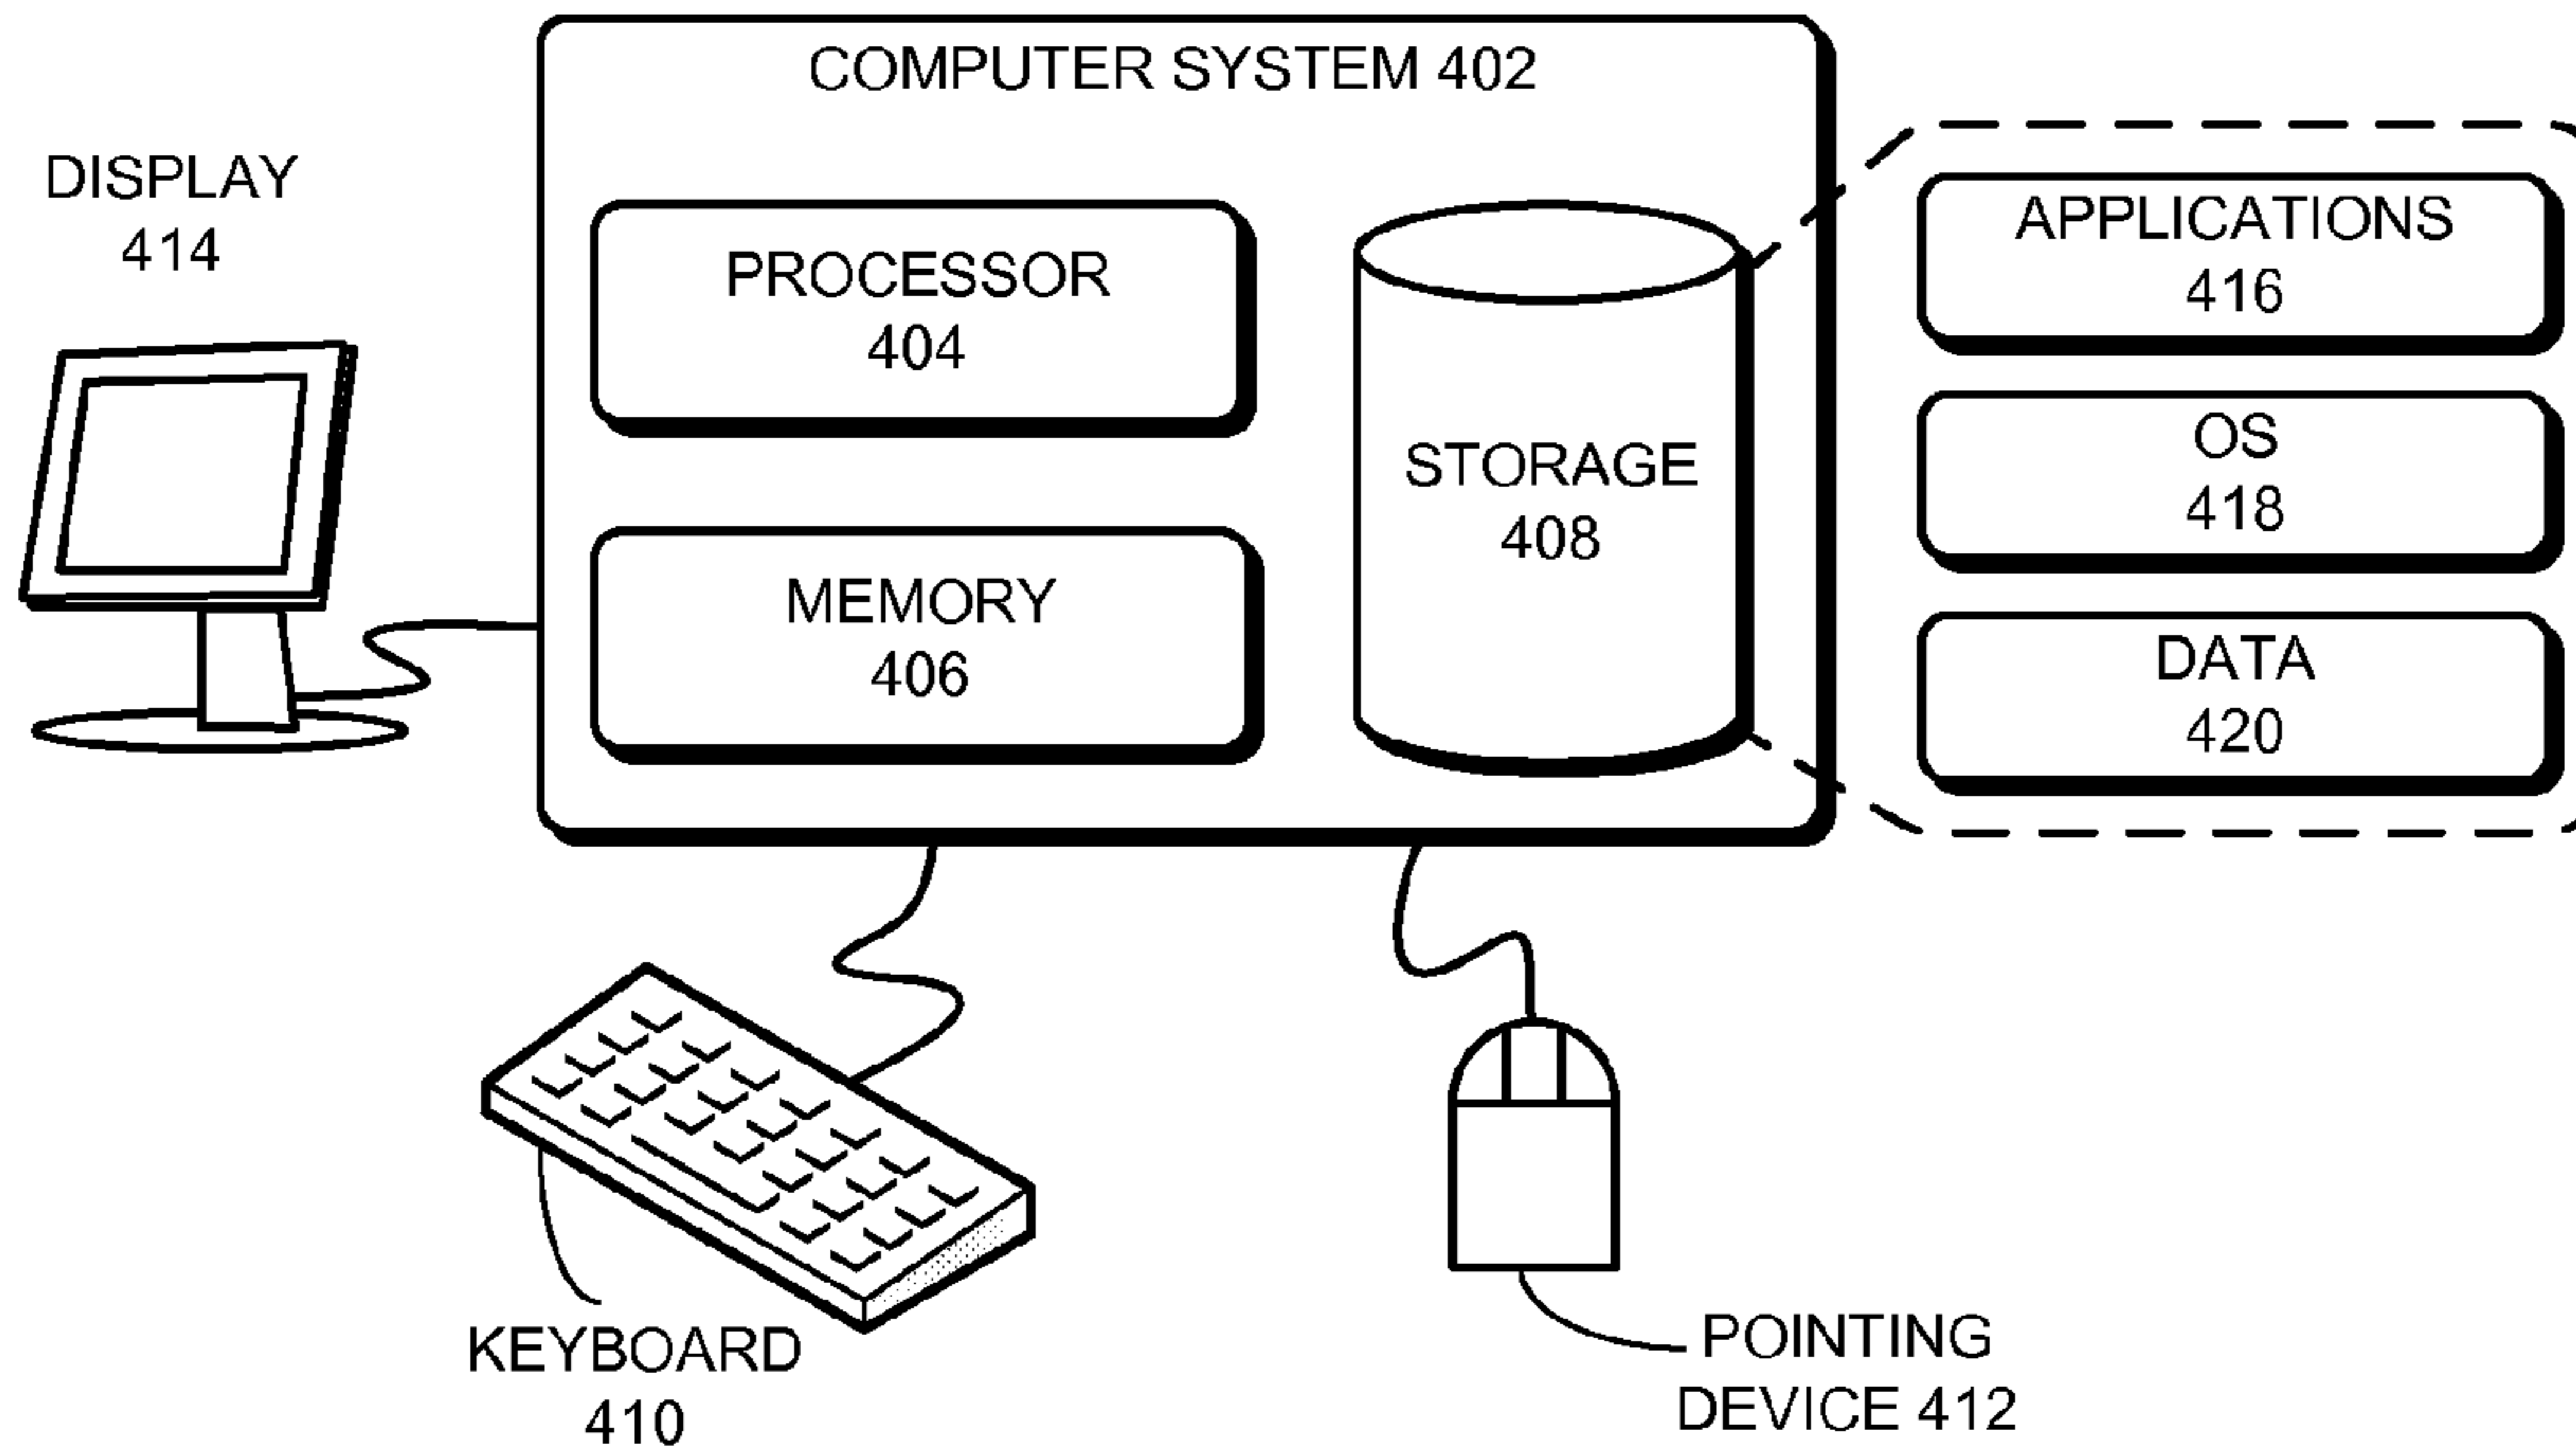 COMPUTER SYSTEM 402
DISPLAY
414
PROCESSOR
404
MEMORY
406
STORAGE
408
APPLICATIONS
416
OS
418
DATA
420
KEYBOARD
410
POINTING
DEVICE 412